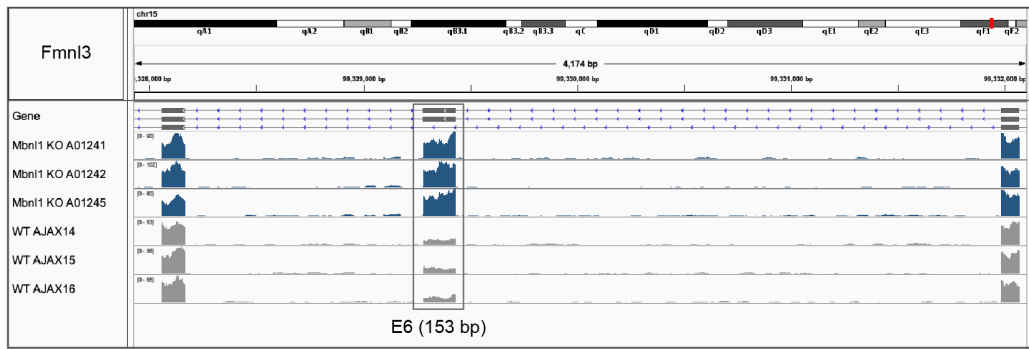 chr15
qA1 qA2 qB1 qB2 qB3.1 qB3.2 qB3.3 qC qD1 qD2 qD3 qE1 qE2 qE3 qF1 qF2
Fmnl3
4,174 bp
99,329,000 bp 99,330,000 bp 99,331,000 bp 99,332,000 bp
Gene
Mbnl1 KO A01241
Mbnl1 KO A01242
[0 - 102]
Mbnl1 KO A01245
WT AJAX14
WT AJAX15
WT AJAX16
E6 (153 bp)